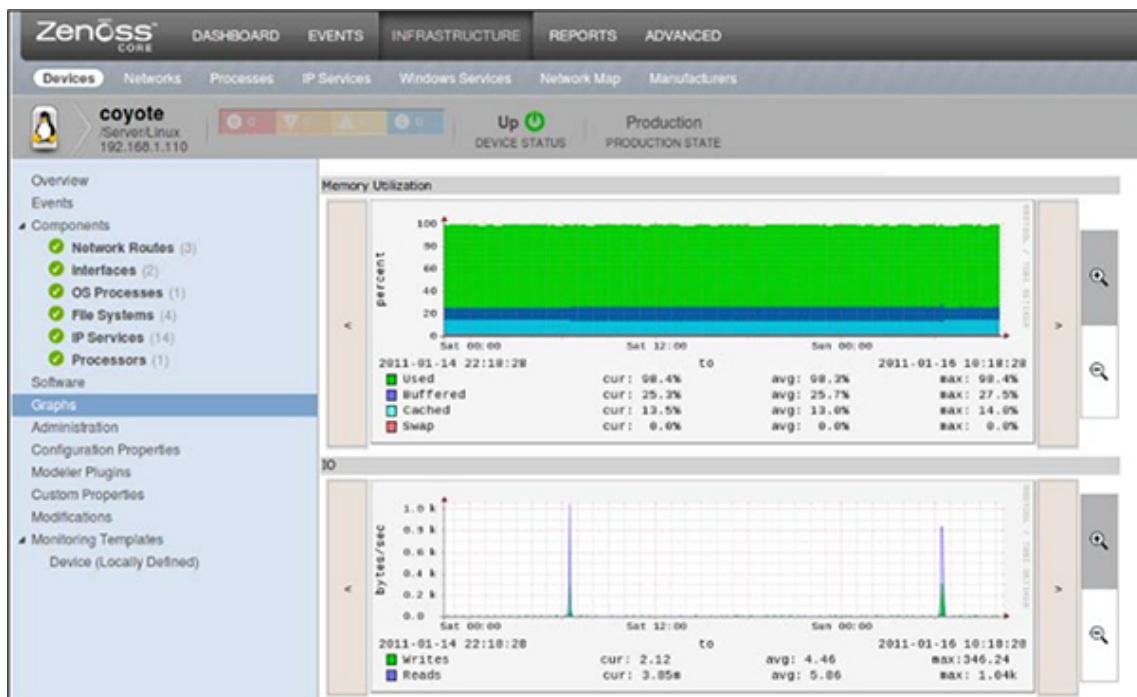 Zenōss
CORE
DASHBOARD EVENTS INFRASTRUCTURE REPORTS ADVANCED
Devices Networks Processes IP Services Windows Services Network Map Manufacturers
coyote
/Server/Linux
192.168.1.110
Up
DEVICE STATUS
Production
PRODUCTION STATE
Overview
Events
Components
Network Routes (3)
Interfaces (2)
OS Processes (1)
File Systems (4)
IP Services (14)
Processors (1)
Software
Graphs
Administration
Configuration Properties
Modeler Plugins
Custom Properties
Modifications
Monitoring Templates
Device (Locally Defined)
Memory Utilization
<
percent
100
80
60
40
20
0
Sat 00:00 Sat 12:00 Sun 00:00
2011-01-14 22:18:28 to 2011-01-16 10:18:28
Used cur: 98.4% avg: 98.3% max: 98.4%
Buffered cur: 25.3% avg: 25.7% max: 27.5%
Cached cur: 13.5% avg: 13.0% max: 14.0%
Swap cur: 0.0% avg: 0.0% max: 0.0%
>
IO
<
bytes/sec
1.0 k
0.8 k
0.6 k
0.4 k
0.2 k
0.0
Sat 00:00 Sat 12:00 Sun 00:00
2011-01-14 22:18:28 to 2011-01-16 10:18:28
Writes cur: 2.12 avg: 4.46 max:346.24
Reads cur: 3.85m avg: 5.86 max: 1.04k
>